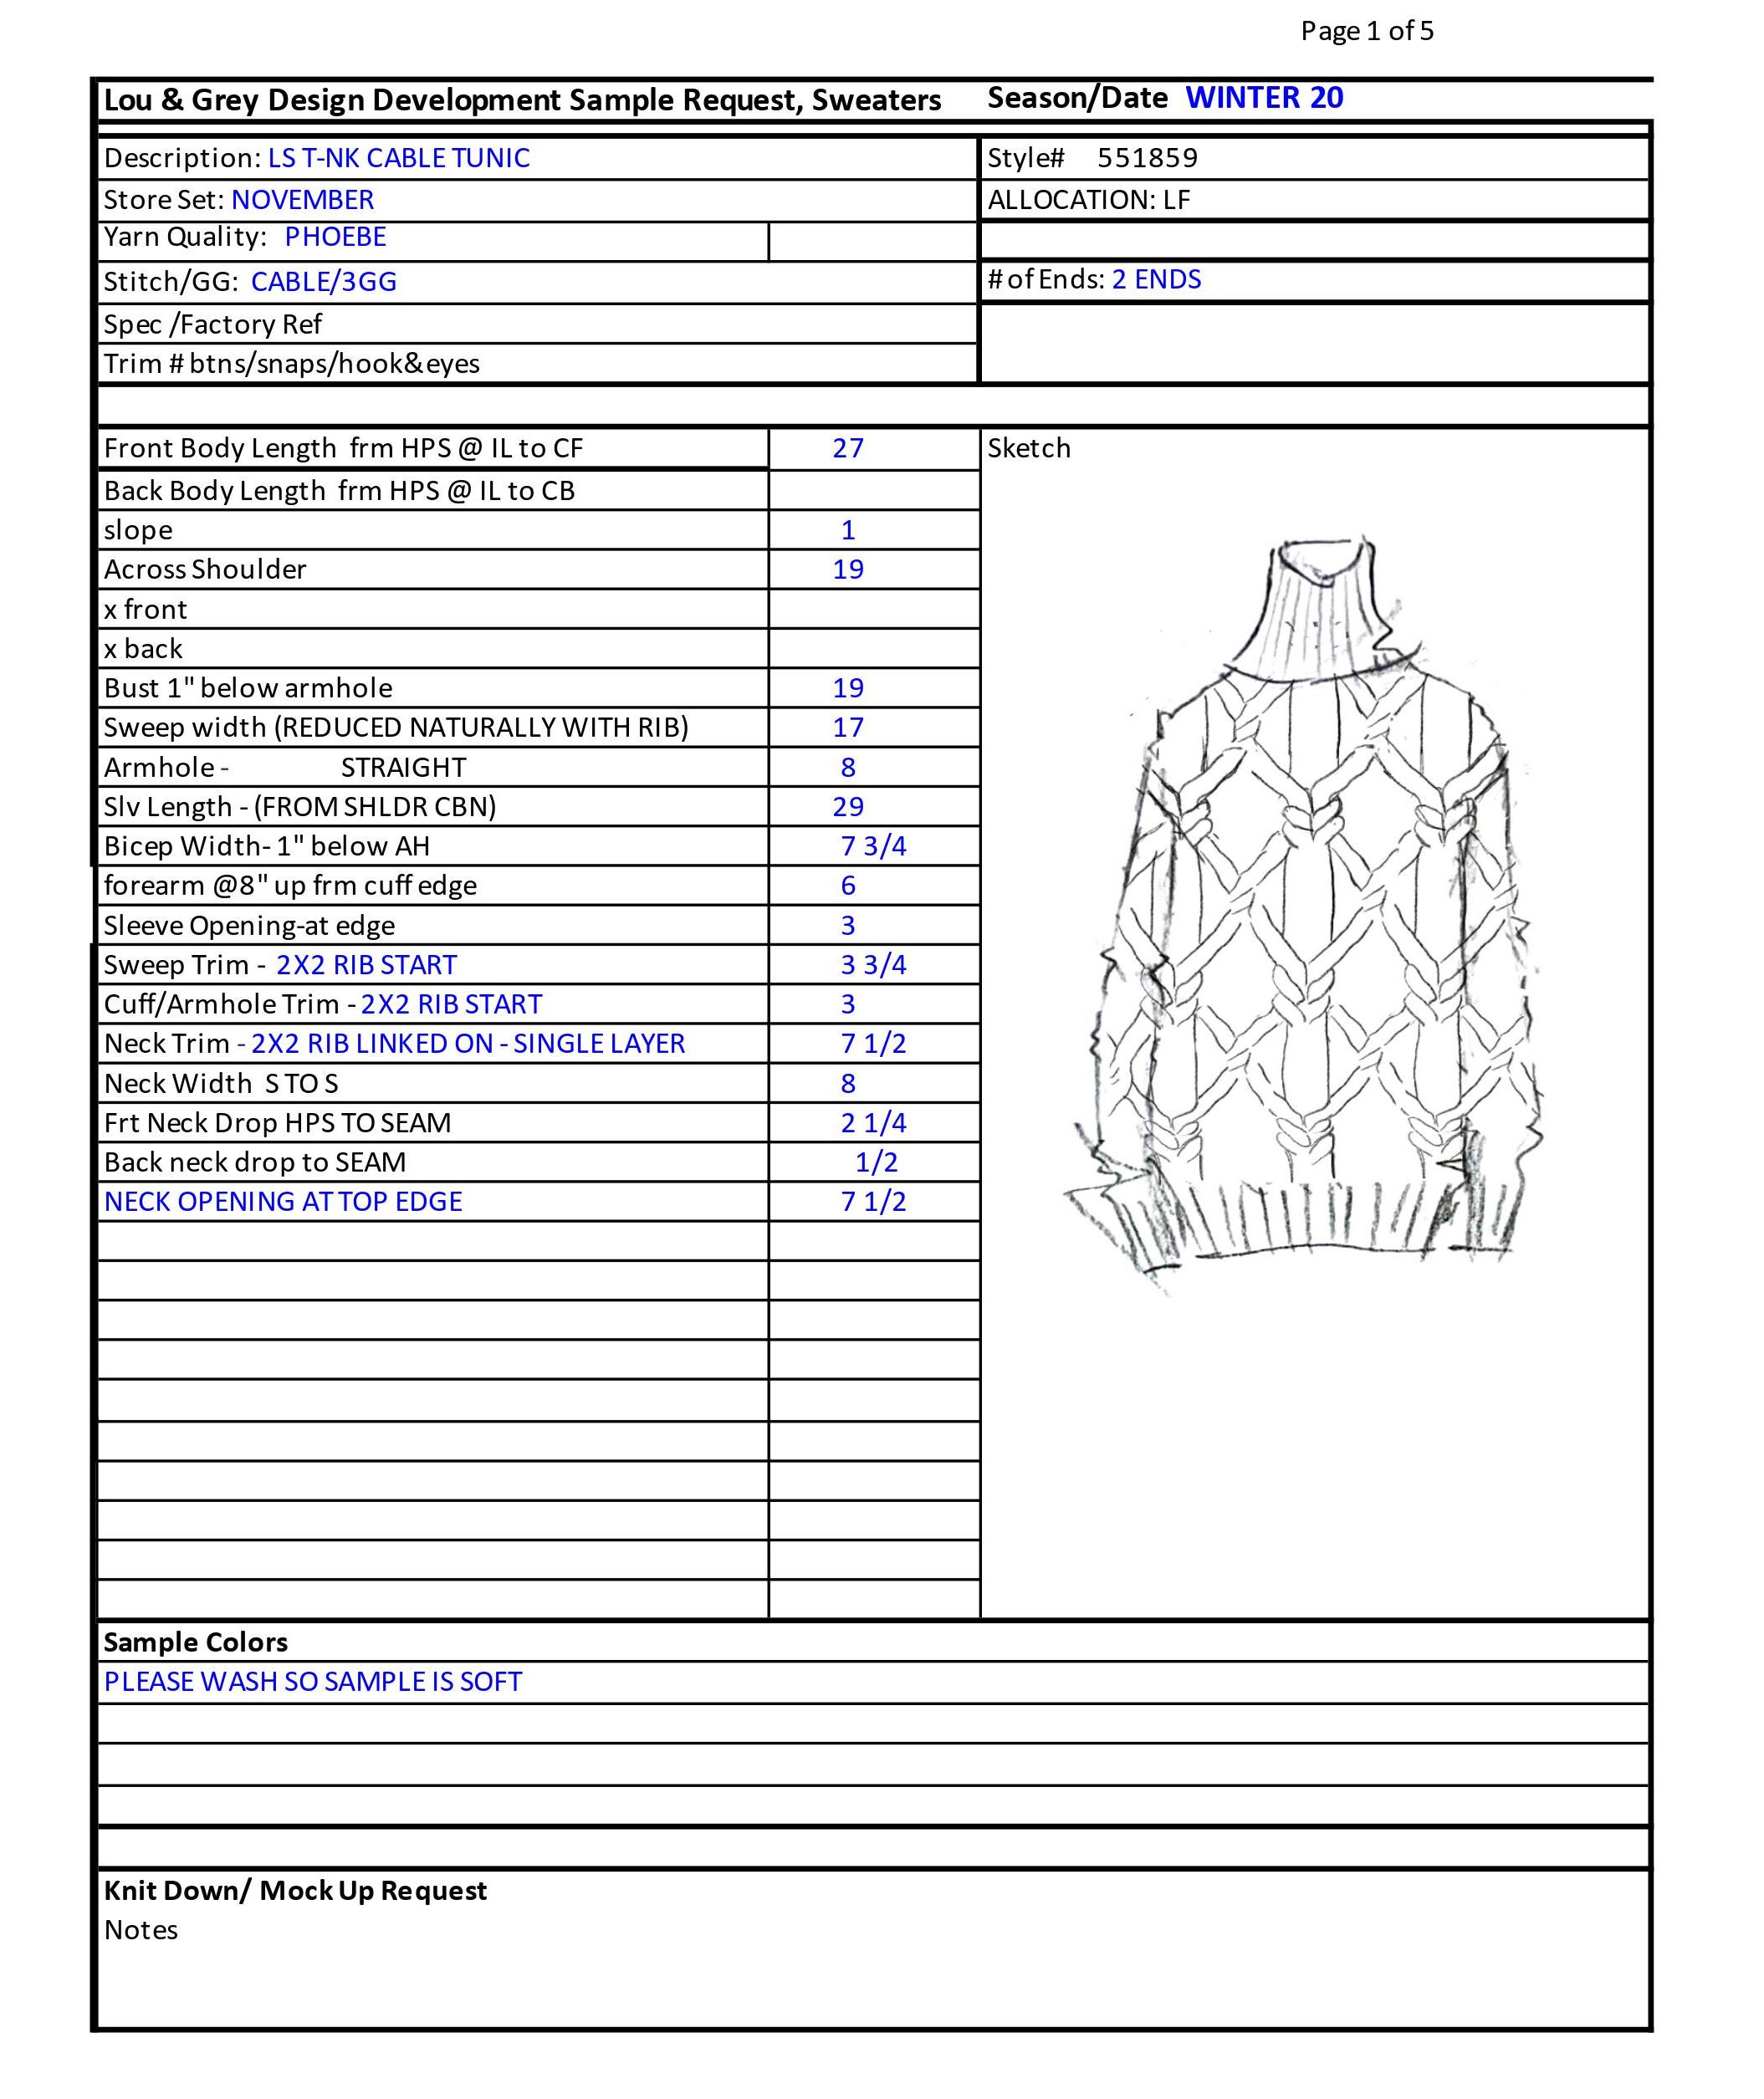 Page 1 of 5
Lou & Grey Design Development Sample Request, Sweaters Season/Date WINTER 20
Description: LS T-NK CABLE TUNIC Style# 551859
Store Set: NOVEMBER ALLOCATION: LF
Yarn Quality: PHOEBE
Stitch/GG: CABLE/3GG # of Ends: 2 ENDS
Spec /Factory Ref
Trim # btns/snaps/hook&eyes
Front Body Length frm HPS @ IL to CF 27 Sketch
Back Body Length frm HPS @ IL to CB
slope 1
Across Shoulder 19
x front
x back
Bust 1" below armhole 19
Sweep width (REDUCED NATURALLY WITH RIB) 17
Armhole - STRAIGHT 8
Slv Length - (FROM SHLDR CBN) 29
Bicep Width- 1" below AH 7 3/4
forearm @8" up frm cuff edge 6
Sleeve Opening-at edge 3
Sweep Trim - 2X2 RIB START 3 3/4
Cuff/Armhole Trim - 2X2 RIB START 3
Neck Trim - 2X2 RIB LINKED ON - SINGLE LAYER 7 1/2
Neck Width S TO S 8
Frt Neck Drop HPS TO SEAM 2 1/4
Back neck drop to SEAM 1/2
NECK OPENING AT TOP EDGE 7 1/2
Sample Colors
PLEASE WASH SO SAMPLE IS SOFT
Knit Down/ Mock Up Request
Notes